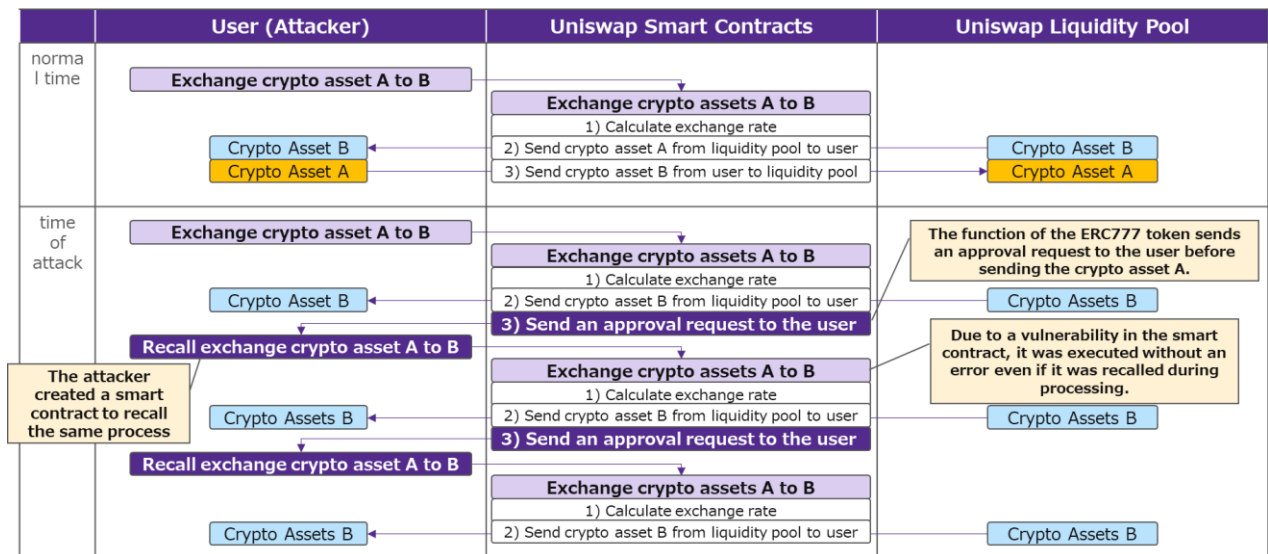 User (Attacker)
Uniswap Smart Contracts
Uniswap Liquidity Pool
norma
l time
Exchange crypto asset A to B
Exchange crypto assets A to B
1) Calculate exchange rate
Crypto Asset B
2) Send crypto asset A from liquidity pool to user
Crypto Asset B
Crypto Asset A
3) Send crypto asset B from user to liquidity pool
Crypto Asset A
time
of
attack
Exchange crypto asset A to B
The function of the ERC777 token sends
an approval request to the user before
sending the crypto asset A.
Exchange crypto assets A to B
1) Calculate exchange rate
Crypto Asset B
2) Send crypto asset B from liquidity pool to user
Crypto Assets B
3) Send an approval request to the user
Recall exchange crypto asset A to B
Due to a vulnerability in the smart
contract, it was executed without an
error even if it was recalled during
processing.
The attacker
created a smart
contract to recall
the same process
Exchange crypto assets A to B
1) Calculate exchange rate
Crypto Assets B
2) Send crypto asset B from liquidity pool to user
Crypto Assets B
3) Send an approval request to the user
Recall exchange crypto asset A to B
Exchange crypto assets A to B
1) Calculate exchange rate
Crypto Assets B
2) Send crypto asset B from liquidity pool to user
Crypto Assets B